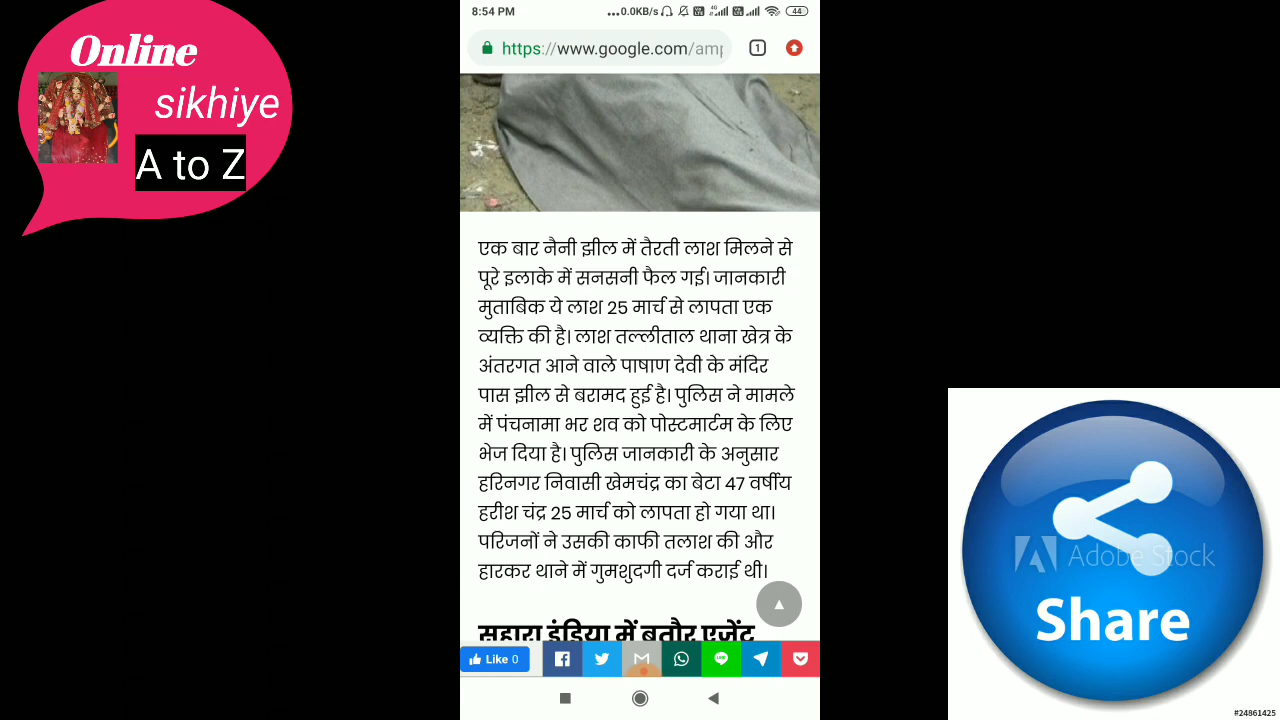 Online
sikhiye
A to Z
8:54 PM
...0.0KB/s
44
https://www.google.com/amp
1
एक बार नैनी झील में तैरती लाश मिलने से
पूरे इलाके में सनसनी फैल गई। जानकारी
मुताबिक ये लाश 25 मार्च से लापता एक
व्यक्ति की है। लाश तल्लीताल थाना खेत्र के
अंतरगत आने वाले पाषाण देवी के मंदिर
पास झील से बरामद हुई है। पुलिस ने मामले
में पंचनामा भर शव को पोस्टमार्टम के लिए
भेज दिया है। पुलिस जानकारी के अनुसार
हरिनगर निवासी खेमचंद्र का बेटा 47 वर्षीय
हरीश चंद्र 25 मार्च को लापता हो गया था।
परिजनों ने उसकी काफी तलाश की और
हारकर थाने में गुमशुदगी दर्ज कराई थी।
सहारा इंडिया में बतौर एजेंट
Like 0
Adobe Stock
Share
#24861425